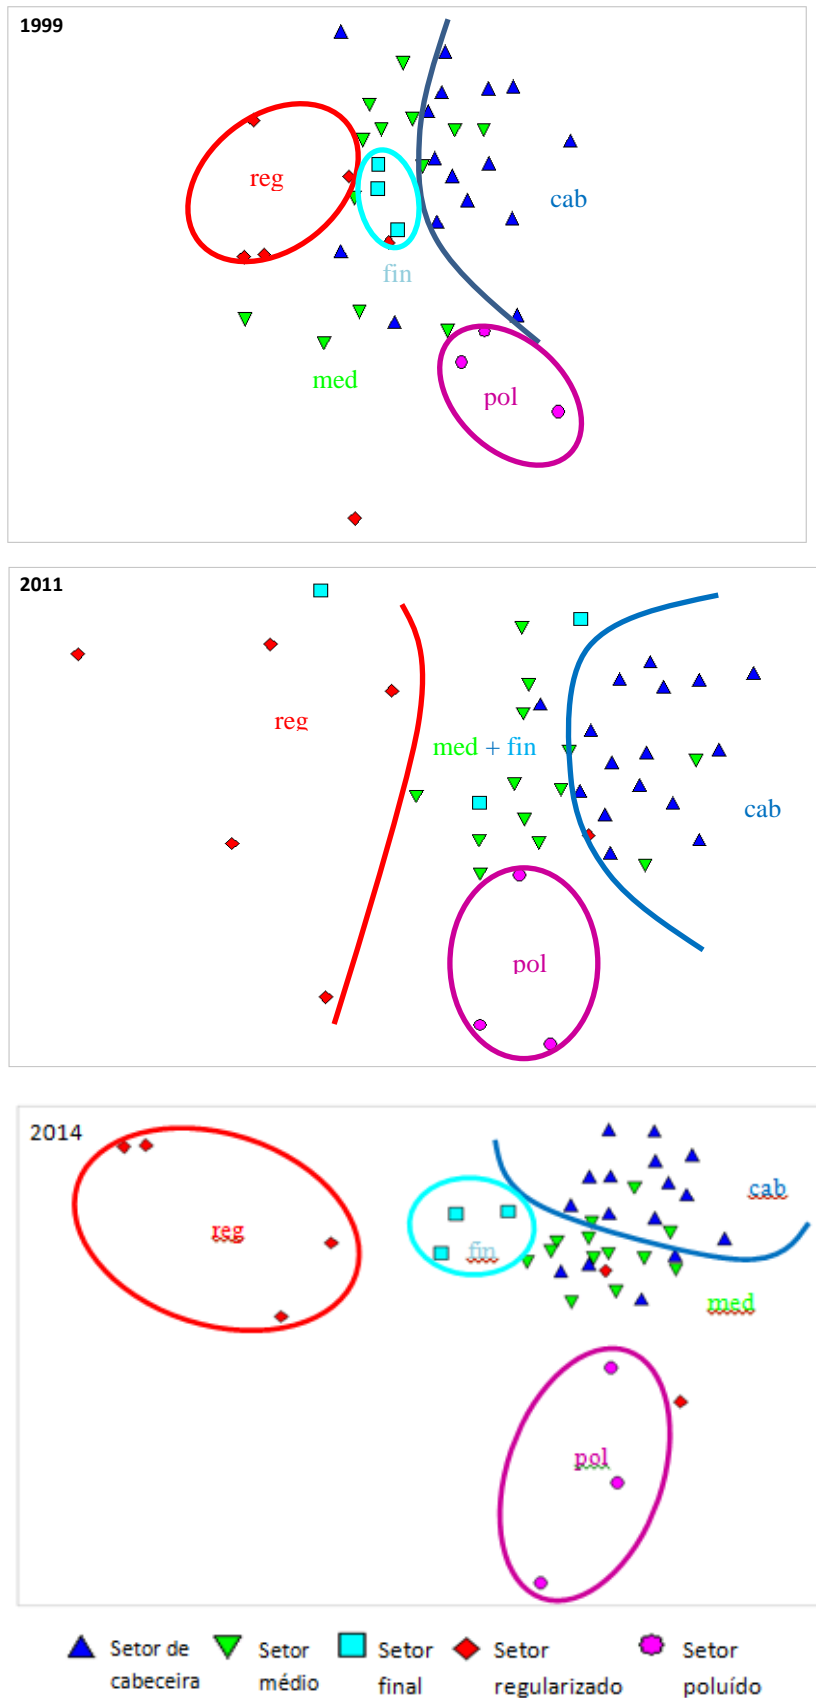 1999
reg
cab
fin
med
pol
2011
reg
med + fin
cab
pol
2014
cab
reg
fin
med
pol
Setor de cabeceira
Setor médio
Setor final
Setor regularizado
Setor poluído